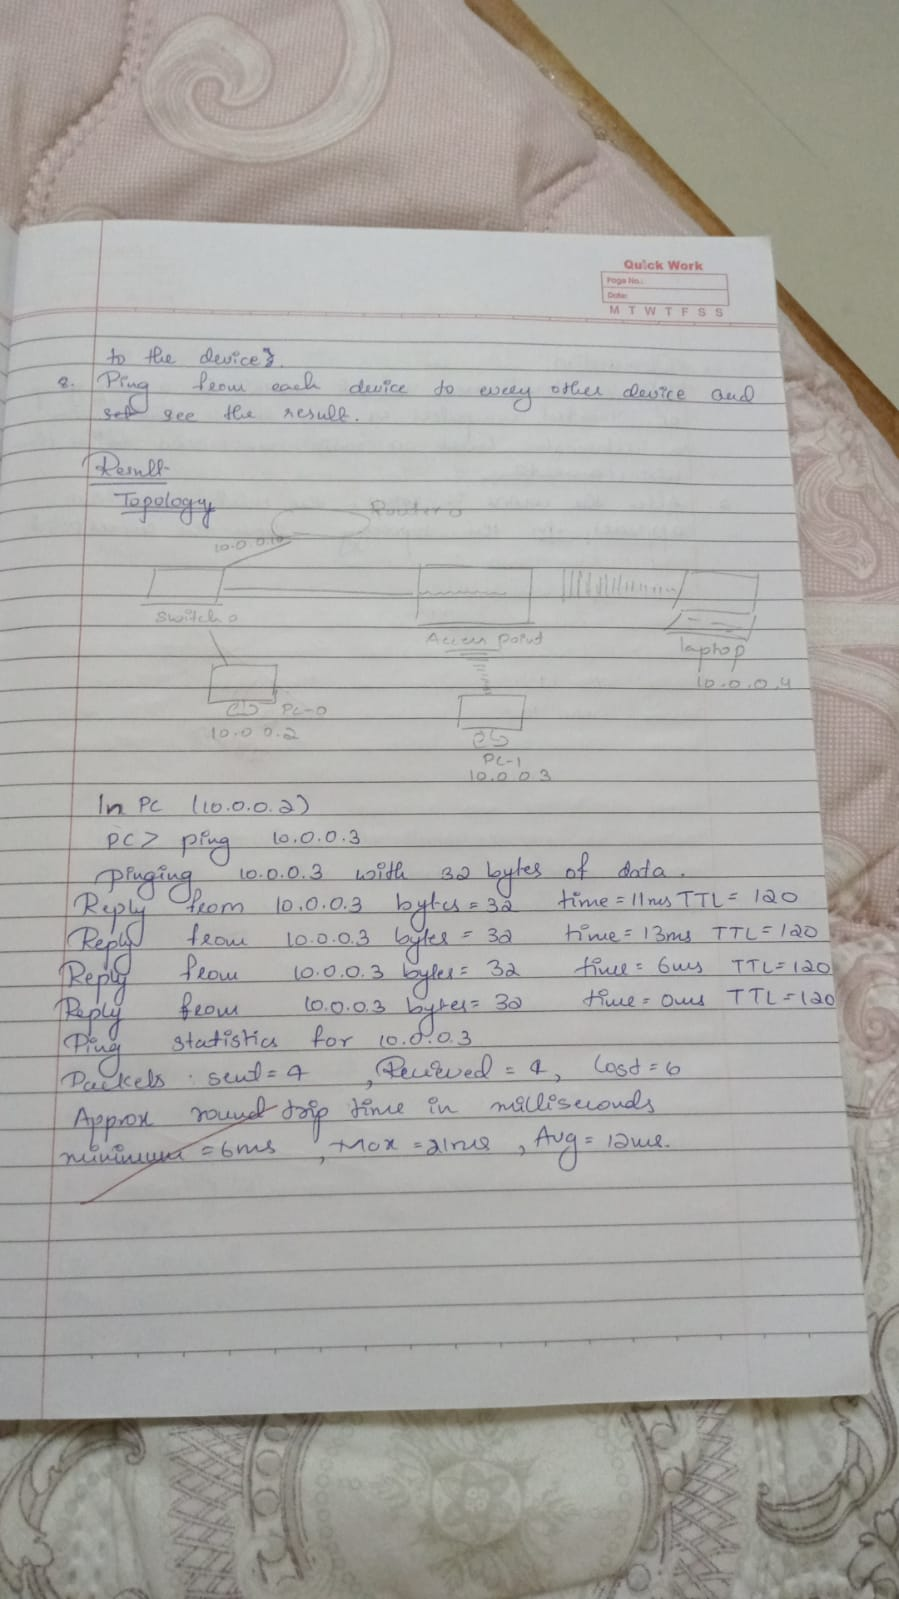 Quick Work
Page No.:
Date:
M T W T F S S
to the device}.
8. Ping from each device to every other device and
see the result.
Result
Topology
Router 0
10.0.0.10
Switch 0
Access point
laptop
10.0.0.4
PC-0
10.0 0.2
PC-1
10.0.0 3
In PC (10.0.0.2)
PC> ping 10.0.0.3
pinging 10.0.0.3 with 32 bytes of data.
Reply from 10.0.0.3 bytes = 32 time = 11ms TTL = 120
Reply from 10.0.0.3 bytes = 32 time = 13ms TTL = 120
Reply from 10.0.0.3 bytes = 32 time = 6ms TTL = 120
Reply from 10.0.0.3 bytes = 32 time = 0ms TTL = 120
Ping statistics for 10.0.0.3
Packets : sent = 4 , Recieved = 4, lost = 0
Approx round trip time in milliseconds
minimum = 6ms , Max = 21ms , Avg = 12ms.